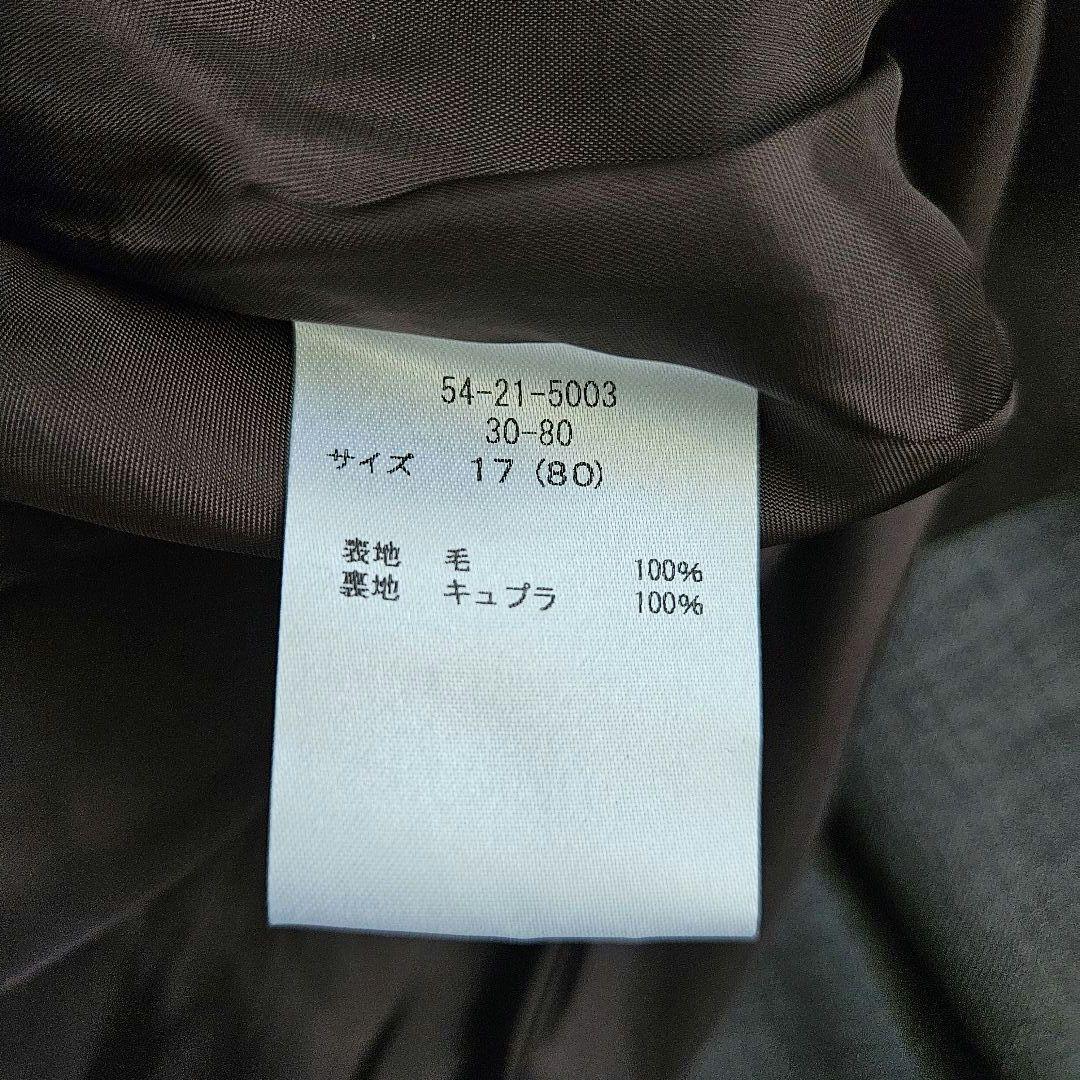 54-21-5003
30-80
サイズ 17(80)
表地 毛 100%
裏地 キュプラ 100%